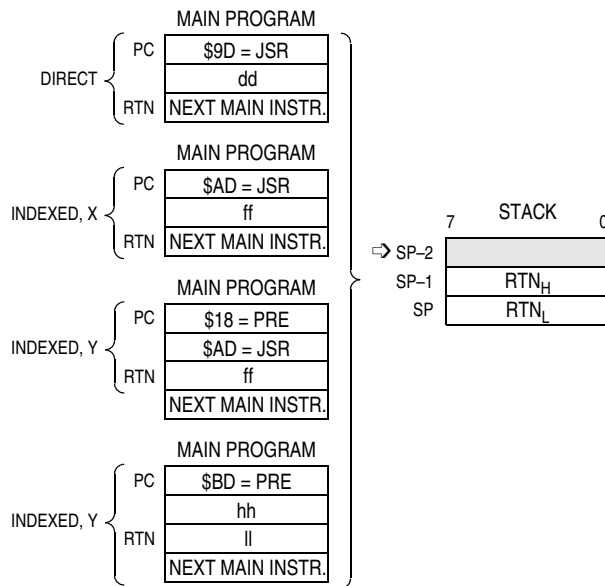 MAIN PROGRAM
PC $9D = JSR
DIRECT dd
RTN NEXT MAIN INSTR.
MAIN PROGRAM
PC $AD = JSR
INDEXED, X ff
RTN NEXT MAIN INSTR.
MAIN PROGRAM
PC $18 = PRE
INDEXED, Y $AD = JSR
RTN ff
NEXT MAIN INSTR.
MAIN PROGRAM
PC $BD = PRE
INDEXED, Y hh
RTN ll
NEXT MAIN INSTR.
7 STACK 0
⇨ SP–2
SP–1 RTNH
SP RTNL